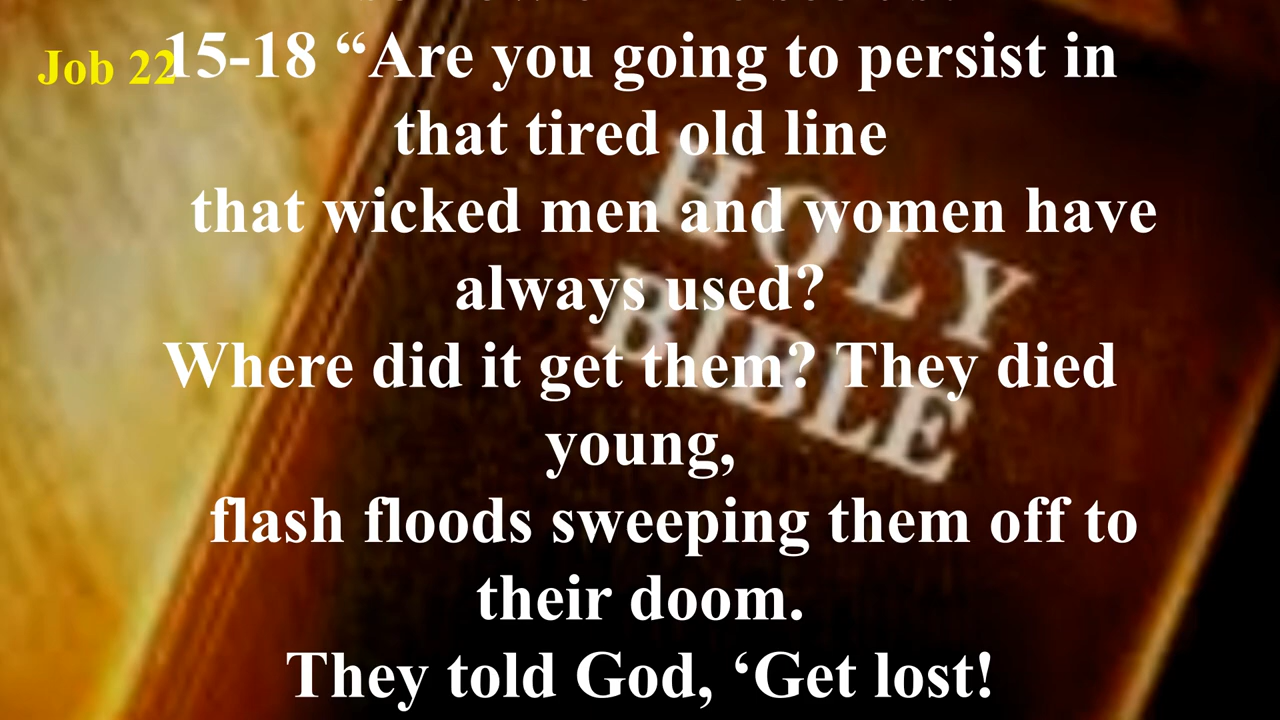 Job 22
15-18 “Are you going to persist in
that tired old line
that wicked men and women have
always used?
Where did it get them? They died
young,
flash floods sweeping them off to
their doom.
They told God, ‘Get lost!
HOLY
BIBLE